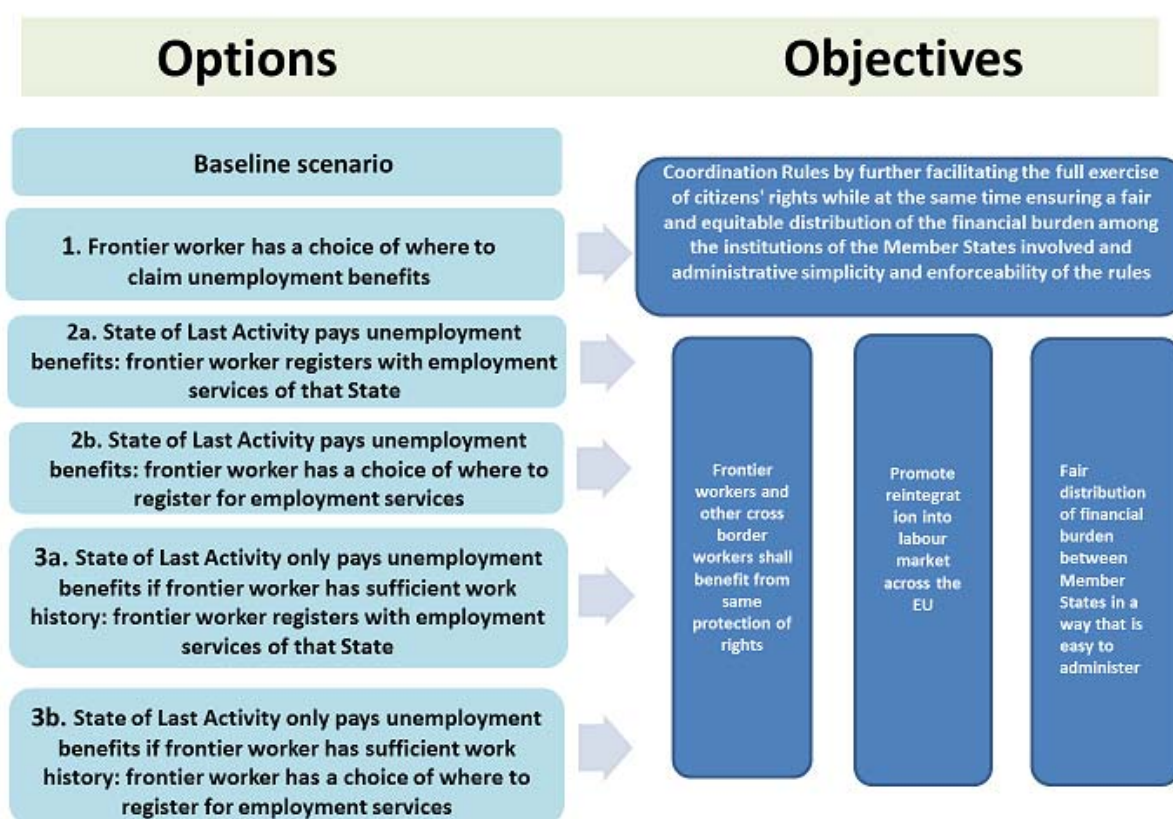 Options
Objectives
Baseline scenario
1. Frontier worker has a choice of where to
claim unemployment benefits
2a. State of Last Activity pays unemployment
benefits: frontier worker registers with employment
services of that State
2b. State of Last Activity pays unemployment
benefits: frontier worker has a choice of where to
register for employment services
3a. State of Last Activity only pays unemployment
benefits if frontier worker has sufficient work
history: frontier worker registers with employment
services of that State
3b. State of Last Activity only pays unemployment
benefits if frontier worker has sufficient work
history: frontier worker has a choice of where to
register for employment services
Coordination Rules by further facilitating the full exercise
of citizens' rights while at the same time ensuring a fair
and equitable distribution of the financial burden among
the institutions of the Member States involved and
administrative simplicity and enforceability of the rules
Frontier
workers and
other cross
border
workers shall
benefit from
same
protection of
rights
Promote
reintegrat
ion into
labour
market
across the
EU
Fair
distribution
of financial
burden
between
Member
States in a
way that is
easy to
administer